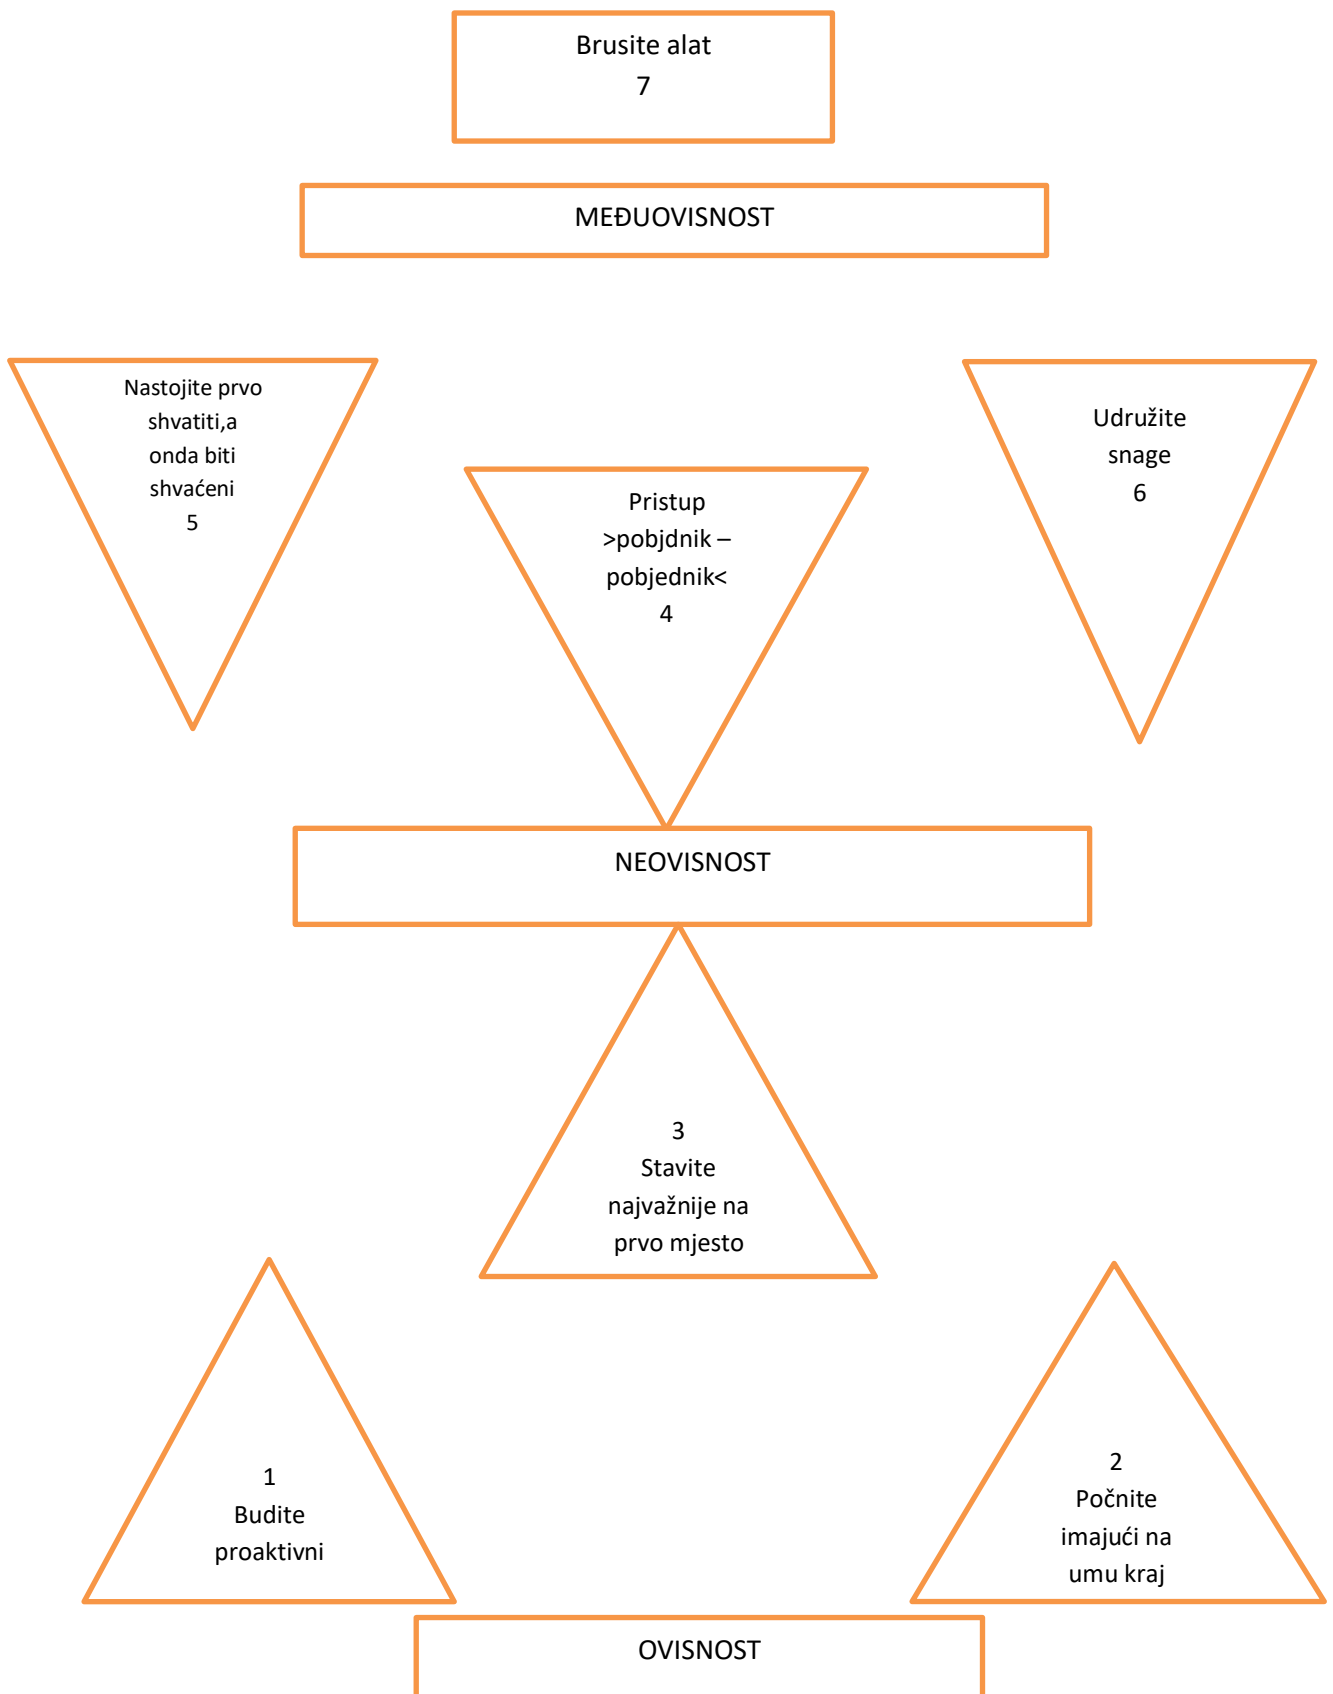 Brusite alat
7
MEĐUOVISNOST
Nastojite prvo
shvatiti,a
onda biti
shvaćeni
5
Pristup
>pobjdnik –
pobjednik<
4
Udružite
snage
6
NEOVISNOST
3
Stavite
najvažnije na
prvo mjesto
1
Budite
proaktivni
2
Počnite
imajući na
umu kraj
OVISNOST